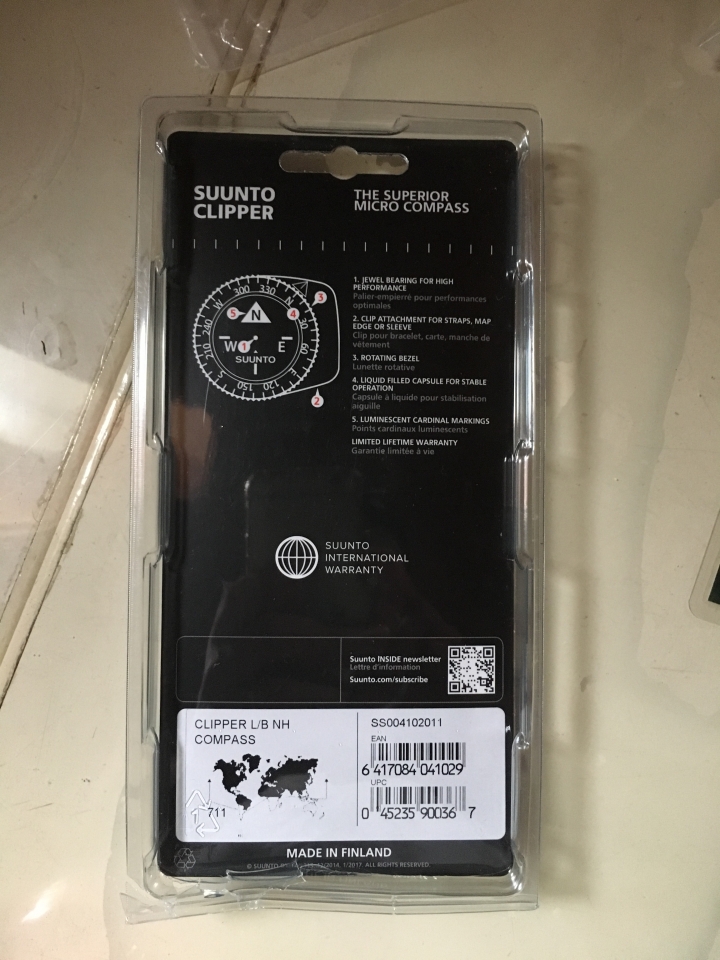 SUUNTO
CLIPPER
THE SUPERIOR
MICRO COMPASS
300 330 N 30 60 E 120 150 S 210 240 W
N
W E
SUUNTO
5 4 3 1 2
1. JEWEL BEARING FOR HIGH
PERFORMANCE
Palier-empierré pour performances
optimales
2. CLIP ATTACHMENT FOR STRAPS, MAP
EDGE OR SLEEVE
Clip pour bracelet, carte, manche de
vêtement
3. ROTATING BEZEL
Lunette rotative
4. LIQUID FILLED CAPSULE FOR STABLE
OPERATION
Capsule à liquide pour stabilisation
aiguille
5. LUMINESCENT CARDINAL MARKINGS
Points cardinaux luminescents
LIMITED LIFETIME WARRANTY
Garantie limitée à vie
SUUNTO
INTERNATIONAL
WARRANTY
Suunto INSIDE newsletter
Lettre d'information
Suunto.com/subscribe
CLIPPER L/B NH
COMPASS
711
SS004102011
EAN
6 417084 041029
UPC
0 45235 90036 7
MADE IN FINLAND
© SUUNTO 1/2017. ALL RIGHTS RESERVED.